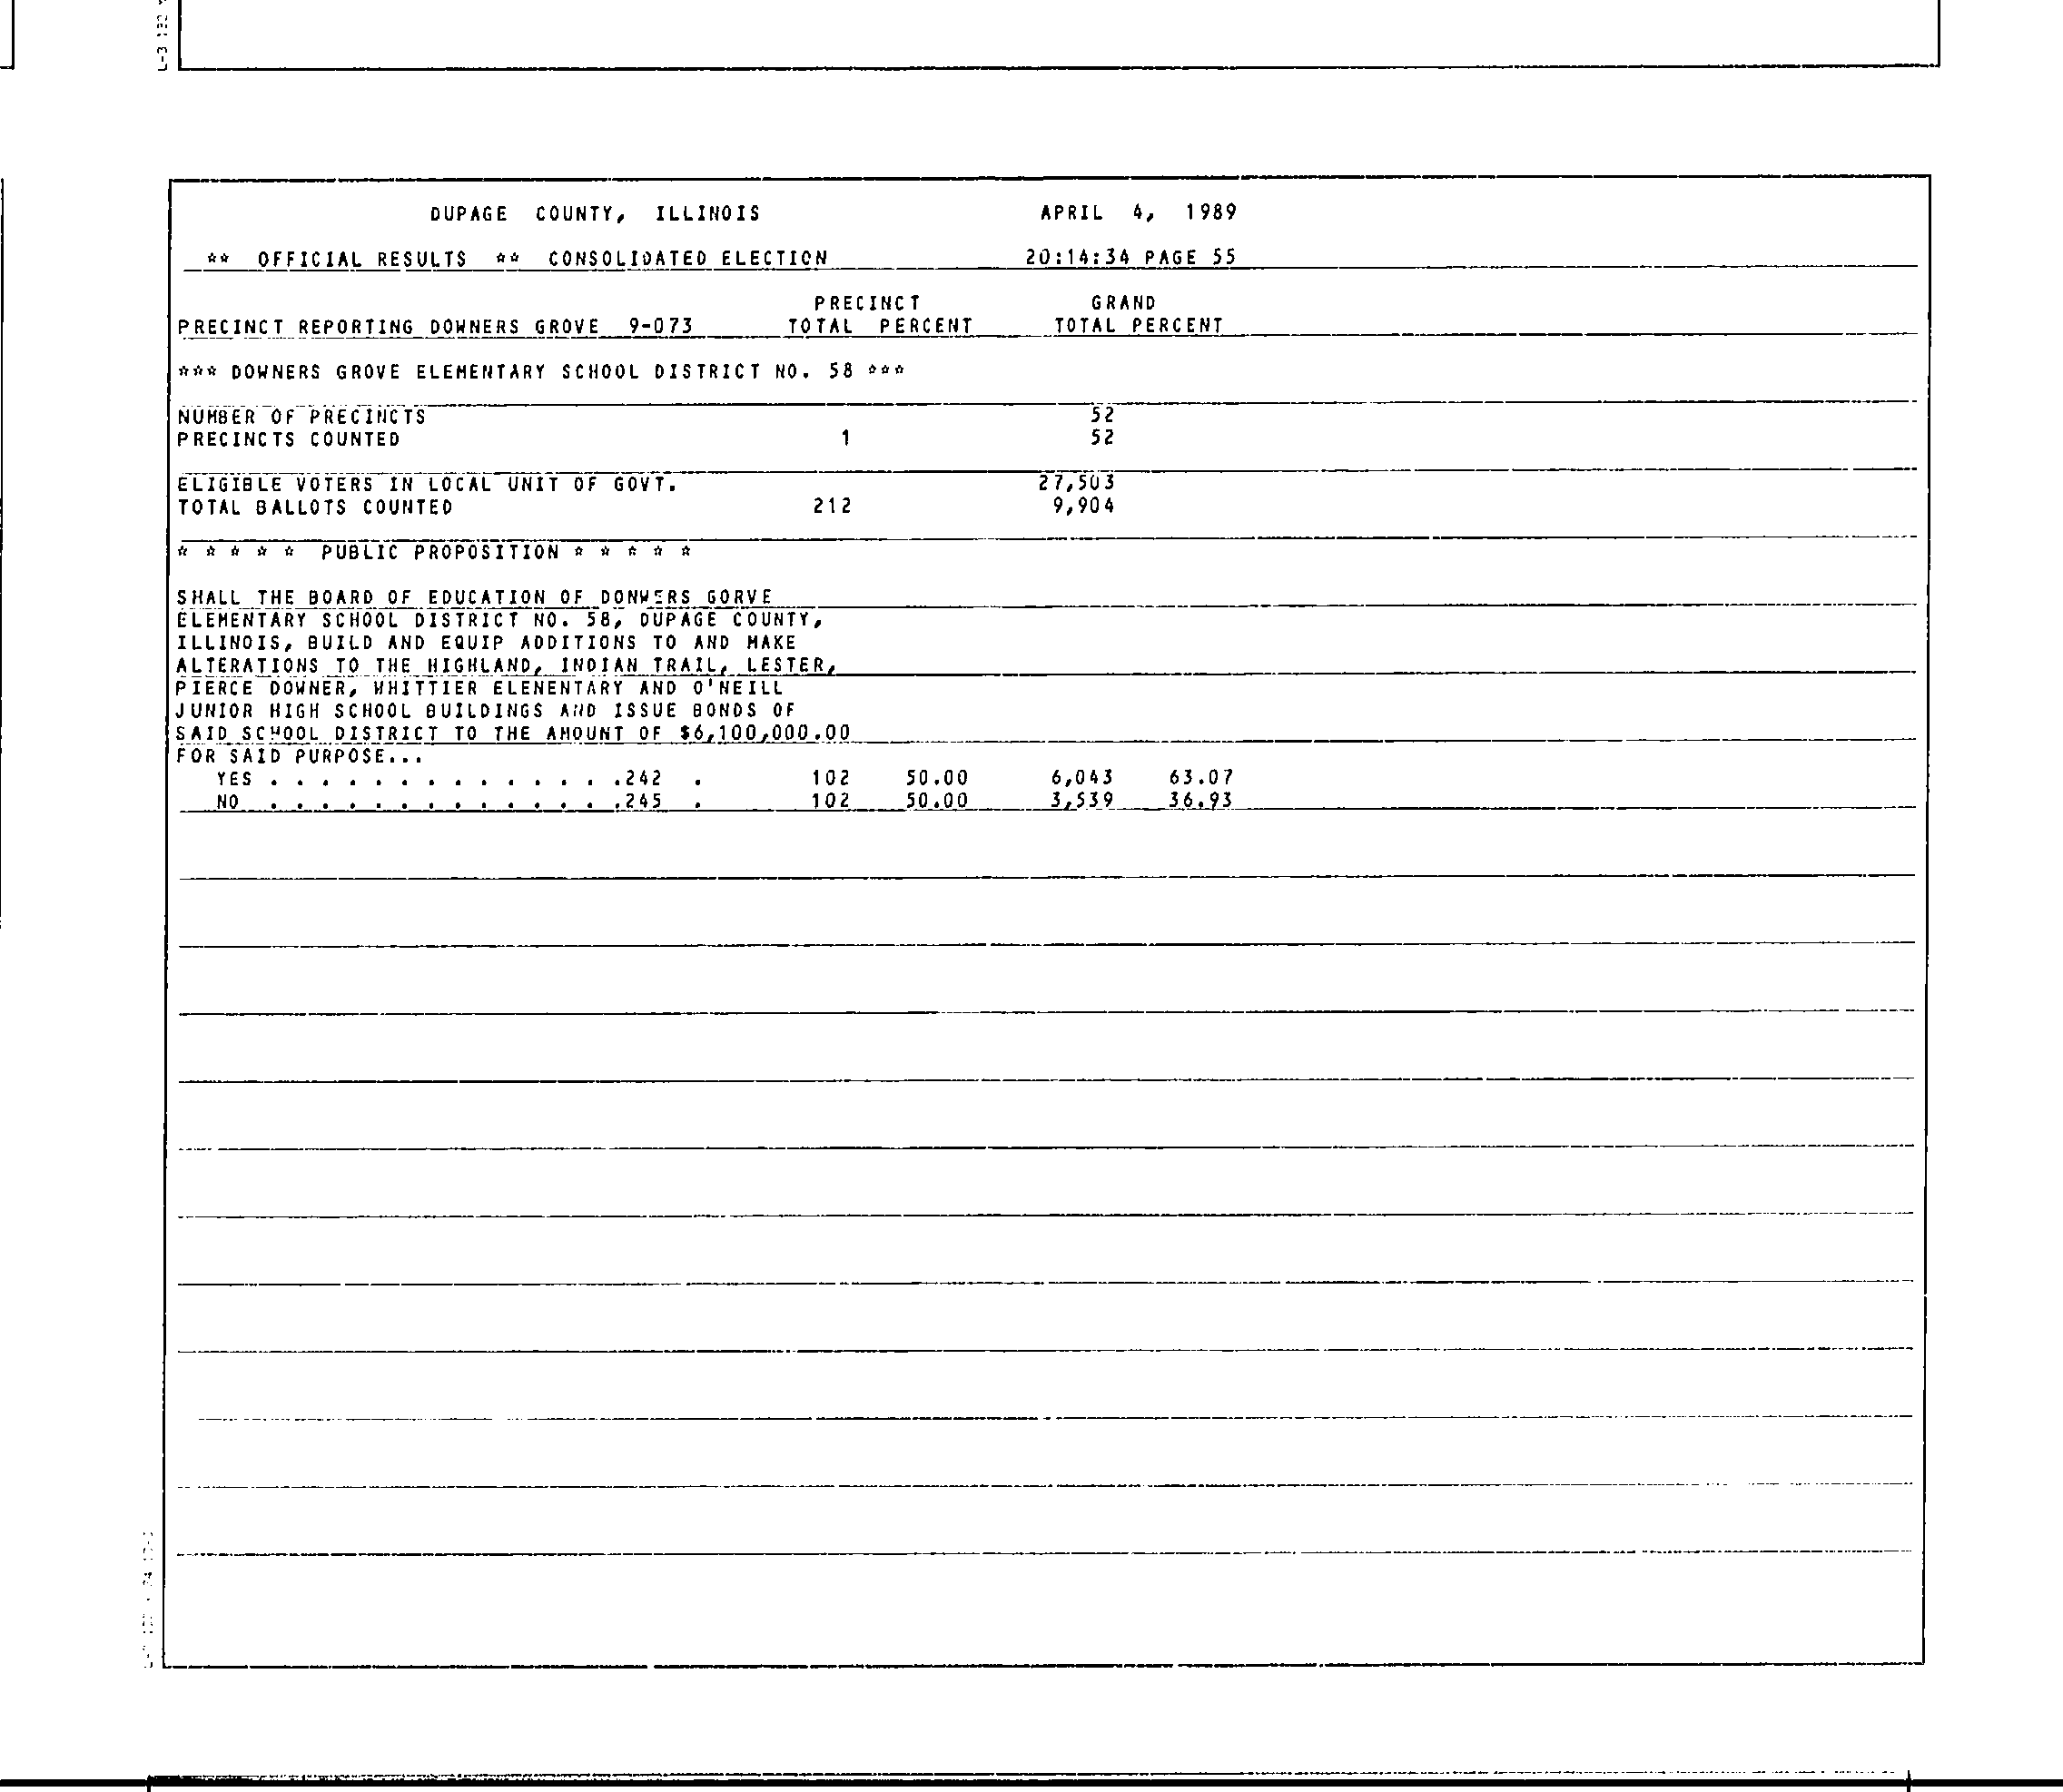 DUPAGE COUNTY, ILLINOIS APRIL 4, 1989
** OFFICIAL RESULTS ** CONSOLIDATED ELECTION 20:14:34 PAGE 55
PRECINCT GRAND
PRECINCT REPORTING DOWNERS GROVE 9-073 TOTAL PERCENT TOTAL PERCENT
*** DOWNERS GROVE ELEMENTARY SCHOOL DISTRICT NO. 58 ***
NUMBER OF PRECINCTS 52
PRECINCTS COUNTED 1 52
ELIGIBLE VOTERS IN LOCAL UNIT OF GOVT. 27,503
TOTAL BALLOTS COUNTED 212 9,904
* * * * * PUBLIC PROPOSITION * * * * *
SHALL THE BOARD OF EDUCATION OF DONWERS GORVE
ELEMENTARY SCHOOL DISTRICT NO. 58, DUPAGE COUNTY,
ILLINOIS, BUILD AND EQUIP ADDITIONS TO AND MAKE
ALTERATIONS TO THE HIGHLAND, INDIAN TRAIL, LESTER,
PIERCE DOWNER, WHITTIER ELENENTARY AND O'NEILL
JUNIOR HIGH SCHOOL BUILDINGS AND ISSUE BONDS OF
SAID SCHOOL DISTRICT TO THE AMOUNT OF $6,100,000.00
FOR SAID PURPOSE...
YES . . . . . . . . . . . . . .242 . 102 50.00 6,043 63.07
NO . . . . . . . . . . . . . .245 . 102 50.00 3,539 36.93